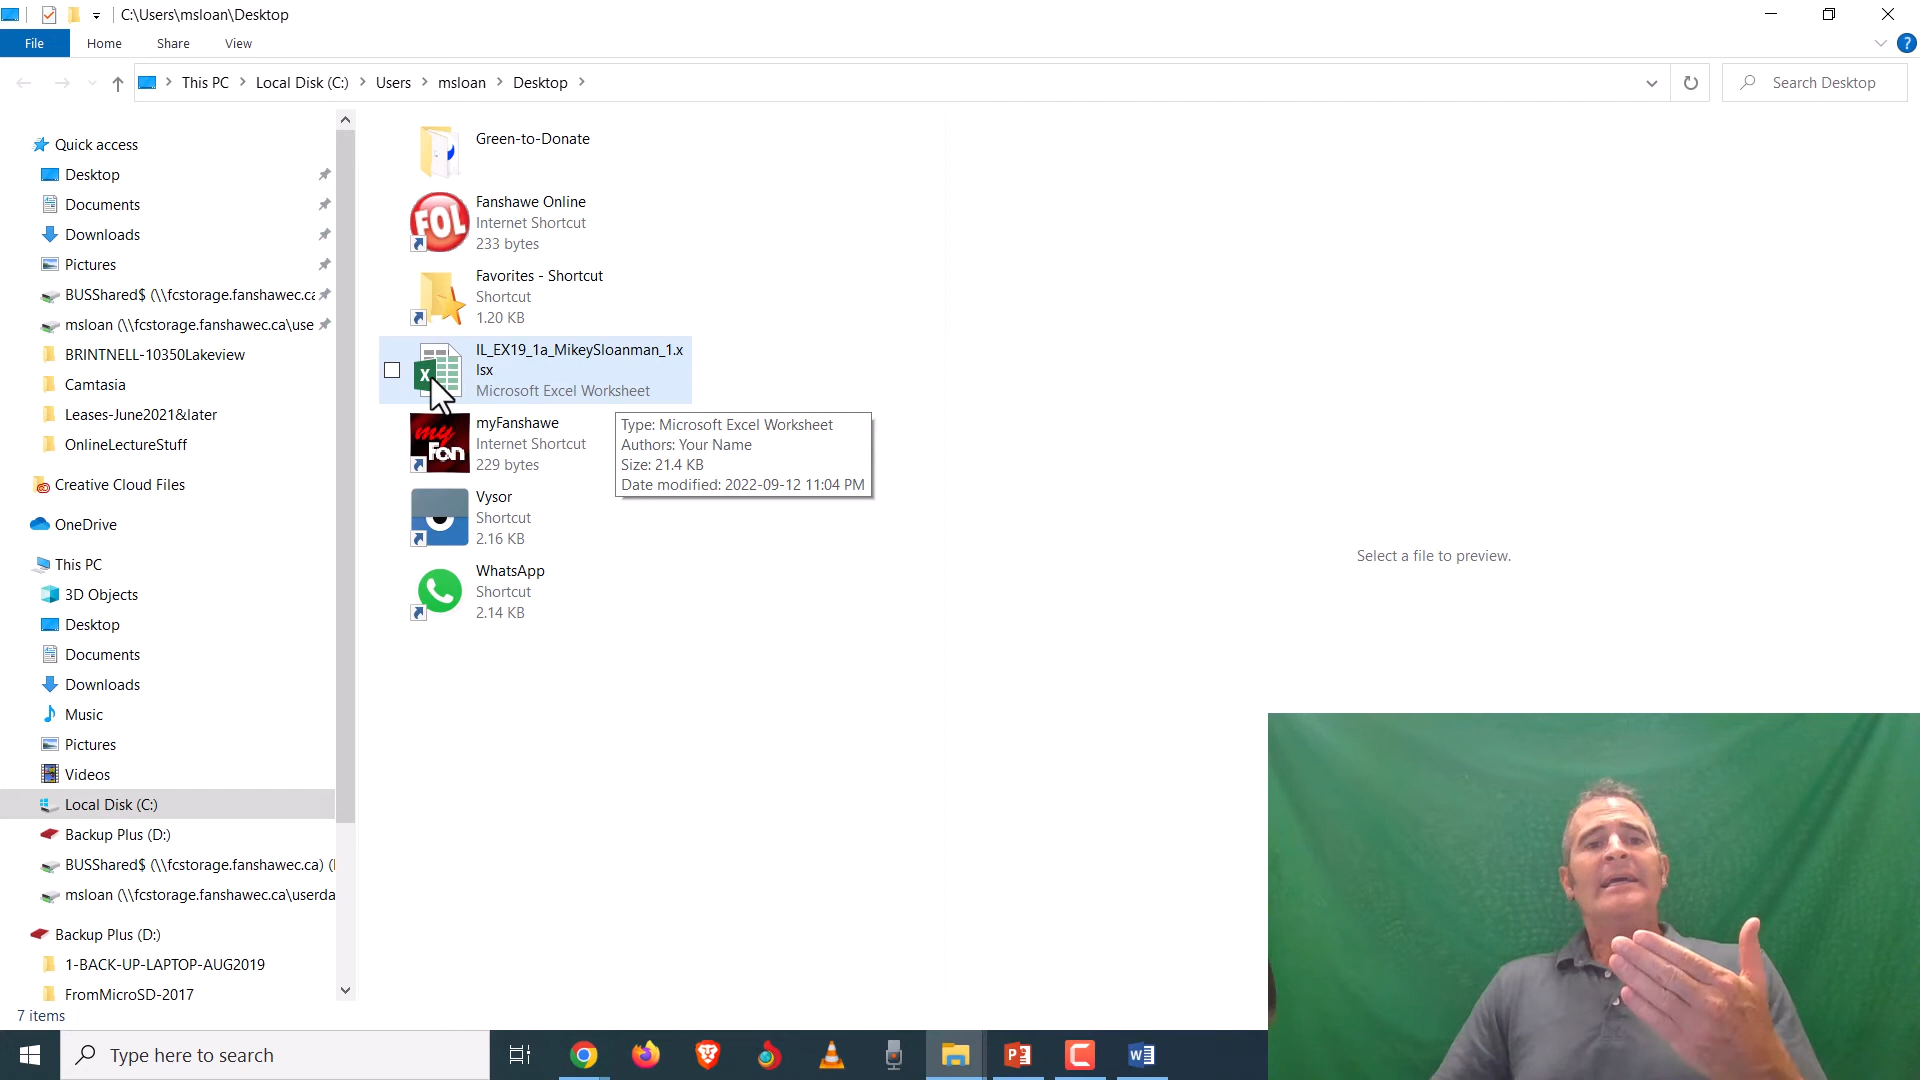 C:\Users\msloan\Desktop
File Home Share View
This PC Local Disk (C:) Users msloan Desktop
Search Desktop
Quick access
Desktop
Documents
Downloads
Pictures
BUSShared$ (\\fcstorage.fanshawec.ca
msloan (\\fcstorage.fanshawec.ca\use
BRINTNELL-10350Lakeview
Camtasia
Leases-June2021&later
OnlineLectureStuff
Creative Cloud Files
OneDrive
This PC
3D Objects
Desktop
Documents
Downloads
Music
Pictures
Videos
Local Disk (C:)
Backup Plus (D:)
BUSShared$ (\\fcstorage.fanshawec.ca) (
msloan (\\fcstorage.fanshawec.ca\userda
Backup Plus (D:)
1-BACK-UP-LAPTOP-AUG2019
FromMicroSD-2017
7 items
Green-to-Donate
FOL
Fanshawe Online
Internet Shortcut
233 bytes
Favorites - Shortcut
Shortcut
1.20 KB
IL_EX19_1a_MikeySloanman_1.x
lsx
Microsoft Excel Worksheet
my
Fan
myFanshawe
Internet Shortcut
229 bytes
Vysor
Shortcut
2.16 KB
WhatsApp
Shortcut
2.14 KB
Type: Microsoft Excel Worksheet
Authors: Your Name
Size: 21.4 KB
Date modified: 2022-09-12 11:04 PM
Select a file to preview.
Type here to search